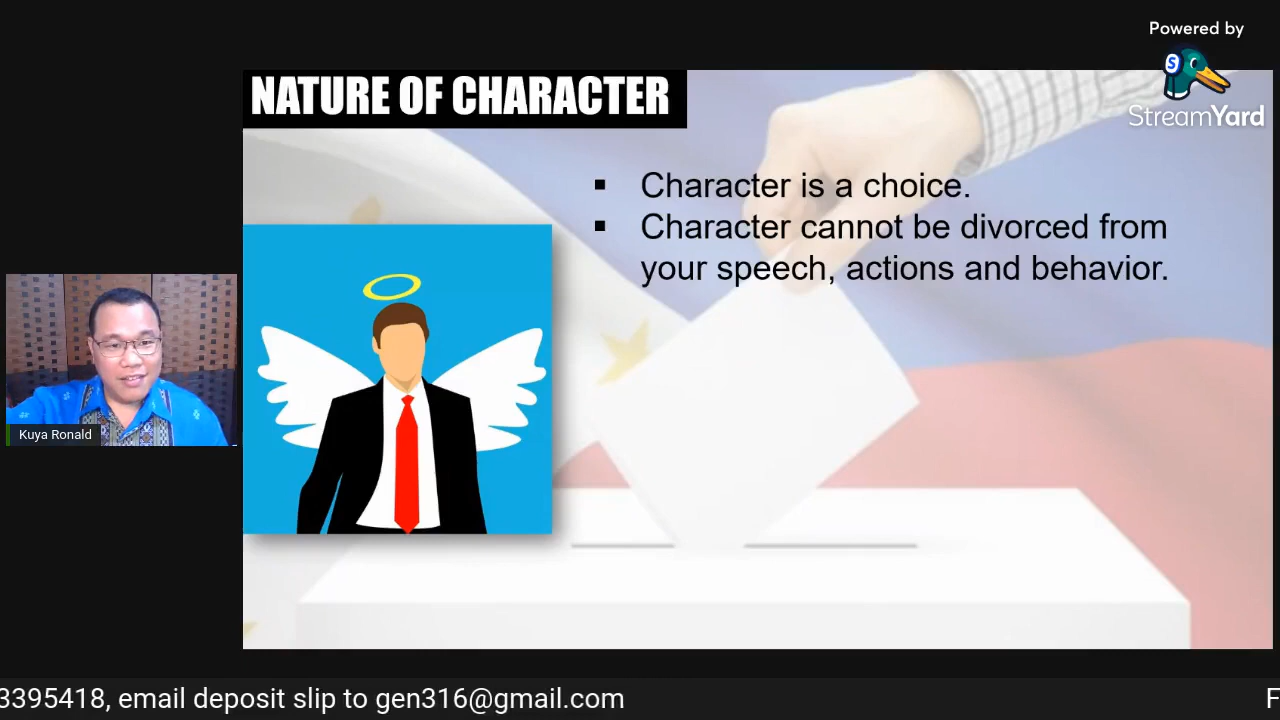 Powered by
StreamYard
NATURE OF CHARACTER
▪ Character is a choice.
▪ Character cannot be divorced from
your speech, actions and behavior.
Kuya Ronald
3395418, email deposit slip to gen316@gmail.com
F